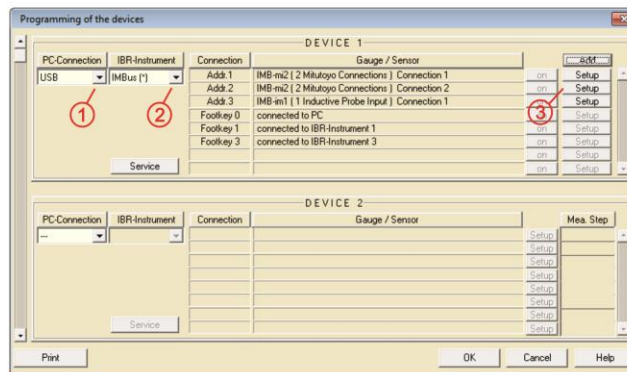 Programming of the devices
DEVICE 1
PC-Connection IBR-Instrument Connection Gauge / Sensor Add
USB IMBus (*) Addr.1 IMB-mi2 ( 2 Mitutoyo Connections ) Connection 1 on Setup
Addr.2 IMB-mi2 ( 2 Mitutoyo Connections ) Connection 2 on Setup
Addr.3 IMB-im1 ( 1 Inductive Probe Input ) Connection 1 on Setup
Footkey 0 connected to PC on Setup
Footkey 1 connected to IBR-Instrument 1 on Setup
Footkey 3 connected to IBR-Instrument 3 on Setup
on Setup
Service on Setup
1 2 3
DEVICE 2
PC-Connection IBR-Instrument Connection Gauge / Sensor Mea. Step
--- Setup
Setup
Setup
Setup
Setup
Setup
Setup
Service Setup
Print OK Cancel Help